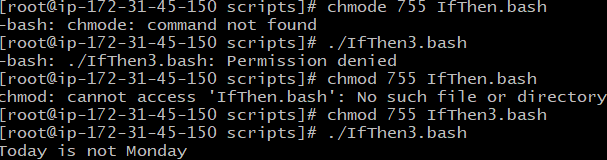 [root@ip-172-31-45-150 scripts]# chmode 755 IfThen.bash
-bash: chmode: command not found
[root@ip-172-31-45-150 scripts]# ./IfThen3.bash
-bash: ./IfThen3.bash: Permission denied
[root@ip-172-31-45-150 scripts]# chmod 755 IfThen.bash
chmod: cannot access 'IfThen.bash': No such file or directory
[root@ip-172-31-45-150 scripts]# chmod 755 IfThen3.bash
[root@ip-172-31-45-150 scripts]# ./IfThen3.bash
Today is not Monday